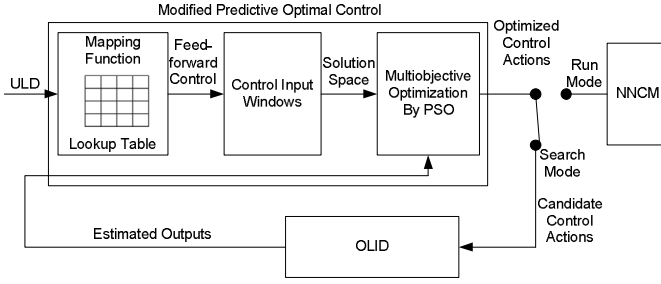 Modified Predictive Optimal Control
Mapping
Function
Lookup Table
ULD
Feed-
forward
Control
Control Input
Windows
Solution
Space
Multiobjective
Optimization
By PSO
Optimized
Control
Actions
Run
Mode
NNCM
Search
Mode
Candidate
Control
Actions
OLID
Estimated Outputs